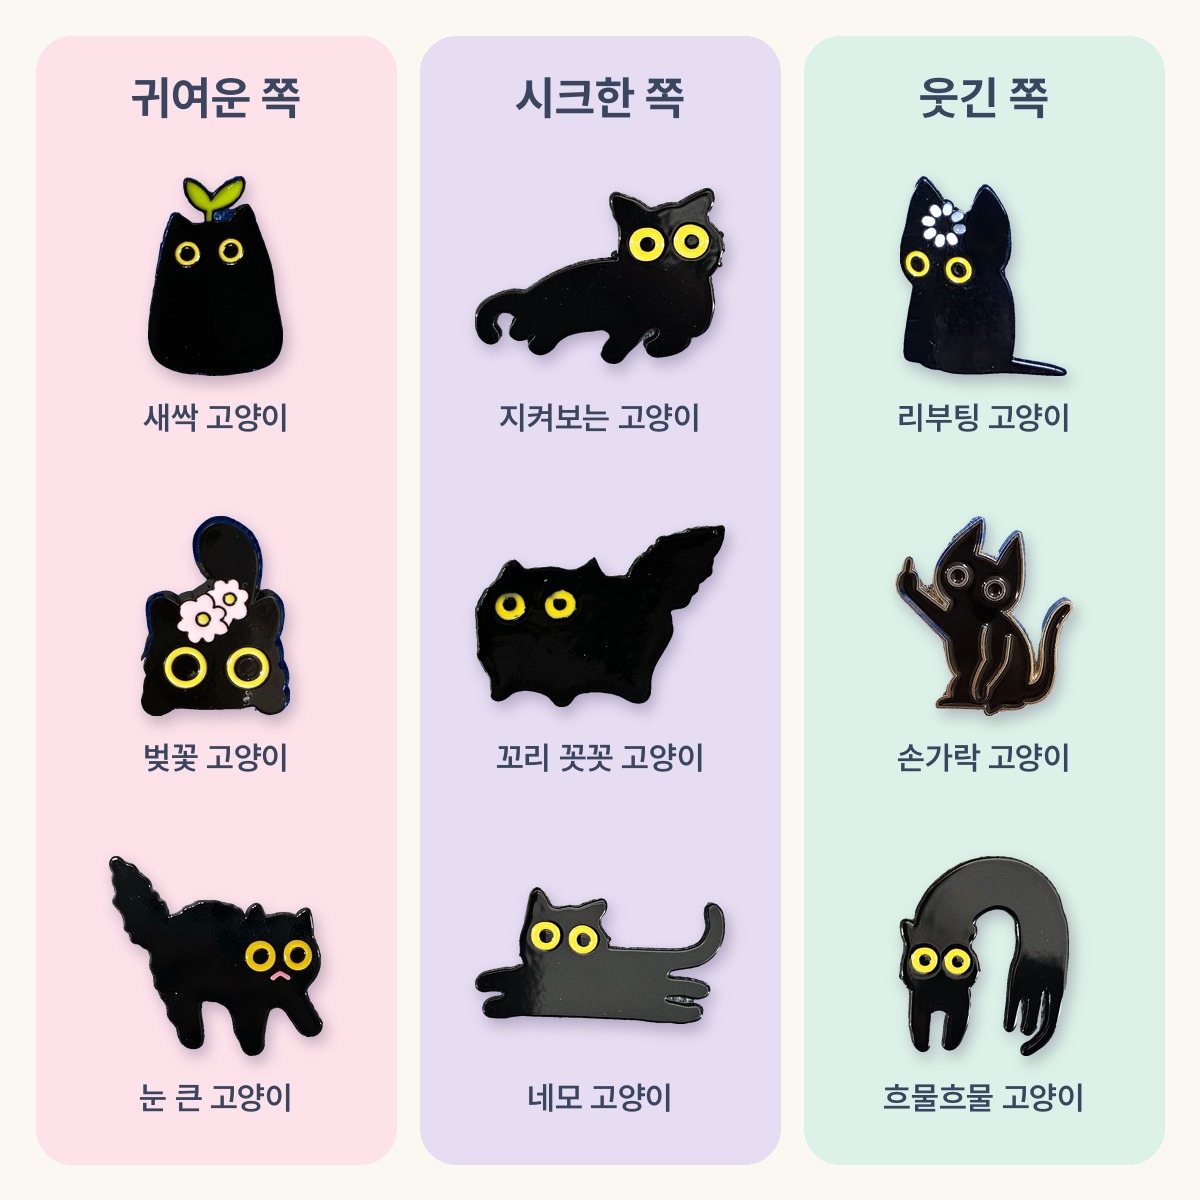 귀여운 쪽
새싹 고양이
벚꽃 고양이
눈 큰 고양이
시크한 쪽
지켜보는 고양이
꼬리 꼿꼿 고양이
네모 고양이
웃긴 쪽
리부팅 고양이
손가락 고양이
흐물흐물 고양이